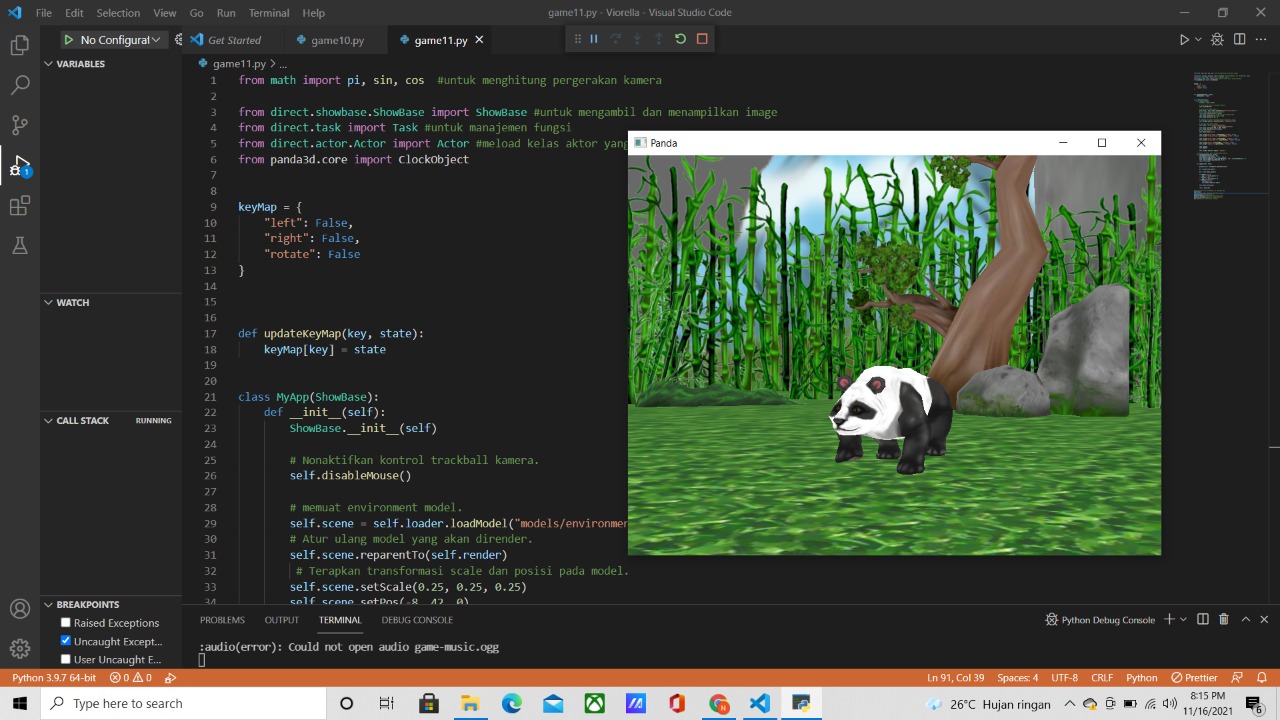 File Edit Selection View Go Run Terminal Help
game11.py - Viorella - Visual Studio Code
No Configurat
Get Started
game10.py
game11.py
VARIABLES
WATCH
CALL STACK
RUNNING
BREAKPOINTS
Raised Exceptions
Uncaught Except...
User Uncaught E...
game11.py > ...
1 from math import pi, sin, cos #untuk menghitung pergerakan kamera
2
3 from direct.showbase.ShowBase import ShowBase #untuk mengambil dan menampilkan image
4 from direct.task import Task #untuk manajemen fungsi
5 from direct.actor.Actor import Actor #memuat kelas aktor yang
6 from panda3d.core import ClockObject
7
8
9 keyMap = {
10 "left": False,
11 "right": False,
12 "rotate": False
13 }
14
15
16
17 def updateKeyMap(key, state):
18 keyMap[key] = state
19
20
21 class MyApp(ShowBase):
22 def __init__(self):
23 ShowBase.__init__(self)
24
25 # Nonaktifkan kontrol trackball kamera.
26 self.disableMouse()
27
28 # memuat environment model.
29 self.scene = self.loader.loadModel("models/environmen
30 # Atur ulang model yang akan dirender.
31 self.scene.reparentTo(self.render)
32 # Terapkan transformasi scale dan posisi pada model.
33 self.scene.setScale(0.25, 0.25, 0.25)
34 self.scene.setPos(-8, 42, 0)
Panda
PROBLEMS OUTPUT TERMINAL DEBUG CONSOLE
Python Debug Console
:audio(error): Could not open audio game-music.ogg
1
Python 3.9.7 64-bit 0 0 Ln 91, Col 39 Spaces: 4 UTF-8 CRLF Python Prettier
Type here to search
26°C Hujan ringan
8:15 PM
11/16/2021
6